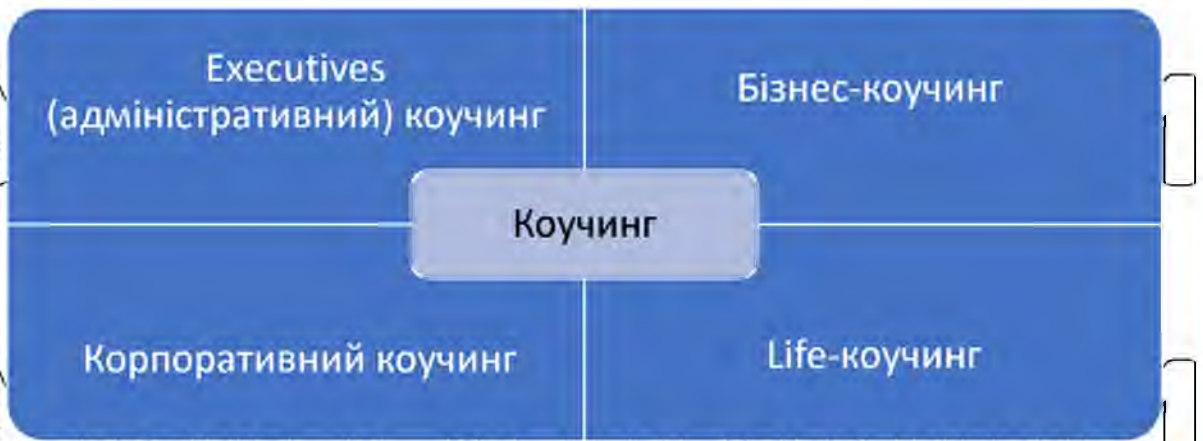 Executives
(адміністративний) коучинг
Бізнес-коучинг
Коучинг
Корпоративний коучинг
Life-коучинг